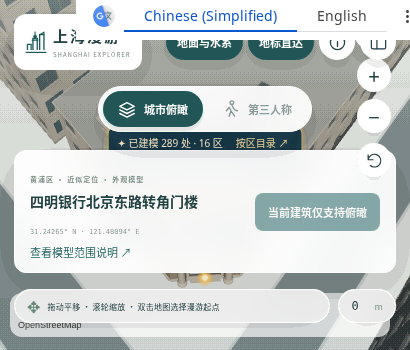 Chinese (Simplified)
English
上海漫游
SHANGHAI EXPLORER
地面与水系
地标直达
城市俯瞰
第三人称
✦ 已建模 289 处 · 16 区 按区目录 ↗
黄浦区 · 近似定位 · 外观模型
四明银行北京东路转角门楼
31.24265° N · 121.48094° E
当前建筑仅支持俯瞰
查看模型范围说明 ↗
拖动平移 · 滚轮缩放 · 双击地图选择漫游起点
0 m
OpenStreetMap